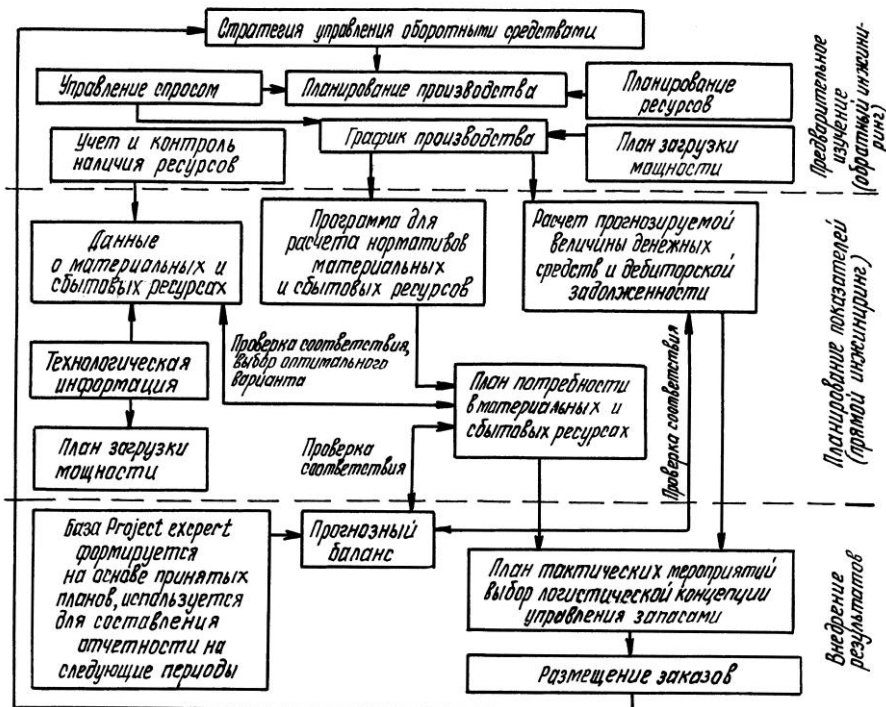 Стратегия управления оборотными средствами
Управление спросом
Планирование производства
Планирование
ресурсов
График производства
Учет и контроль
наличия ресурсов
План загрузки
мощности
Предварительное
изучение
(обратный инжини-
ринг)
Данные
о материальных и
сбытовых ресурсах
Программа для
расчета нормативов
материальных
и сбытовых ресурсов
Расчет прогнозируемой
величины денежных
средств и дебиторской
задолженности
Технологическая
информация
Проверка соответствия,
выбор оптимального
варианта
План потребности
в материальных и
сбытовых ресурсах
Проверка соответствия
План загрузки
мощности
Проверка
соответствия
Планирование показателей
(прямой инжиниринг)
База Project excpert
формируется
на основе принятых
планов, используется
для составления
отчетности на
следующие периоды
Прогнозный
баланс
План тактических мероприятий
выбор логистической концепции
управления запасами
Размещение заказов
Внедрение
результатов